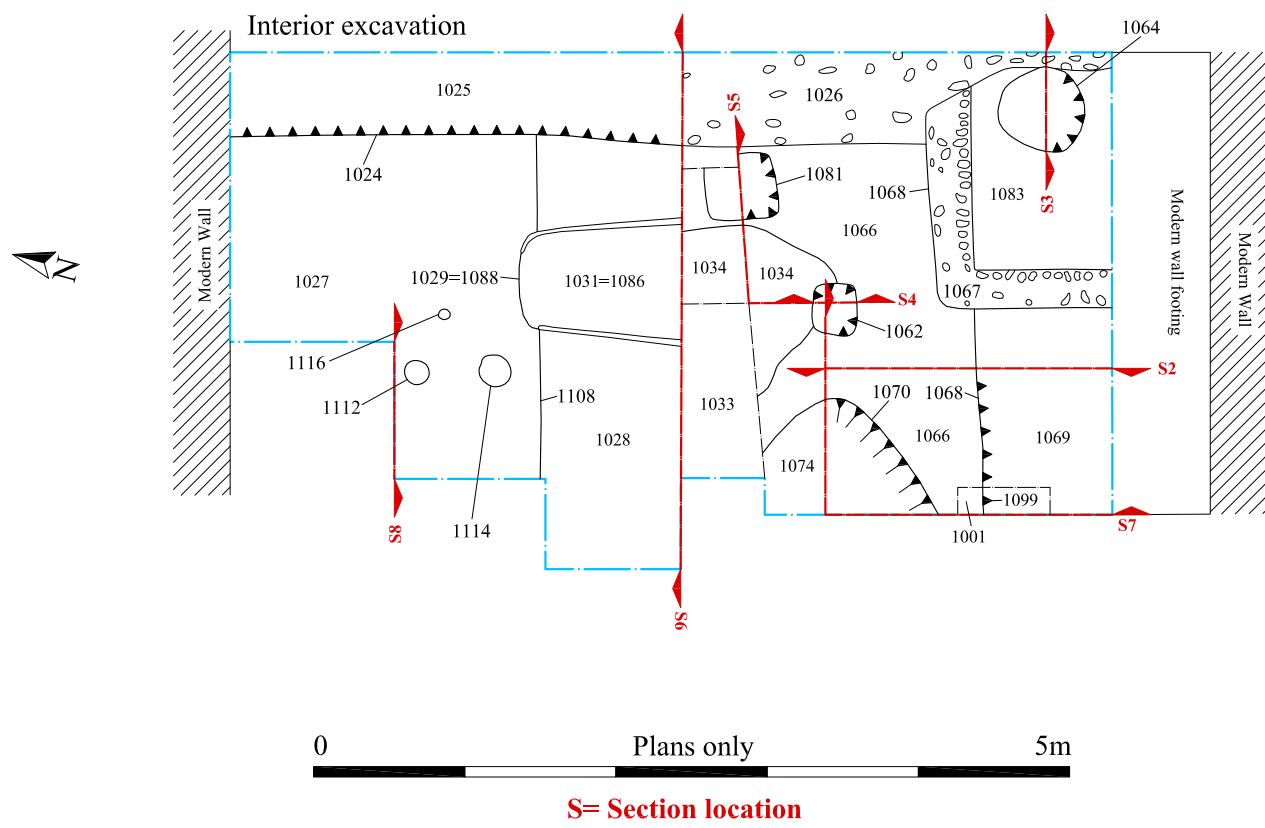 Interior excavation
1064
1025
1026
S5
1024
1081
1068
1083
S3
Modern Wall
Modern wall footing
Modern Wall
N
1066
1027
1029=1088
1031=1086
1034
1034
1067
S4
1062
1116
S2
1112
1108
1033
1070
1068
1028
1066
1069
1074
1099
S8
1114
1001
S7
S6
0
Plans only
5m
S= Section location